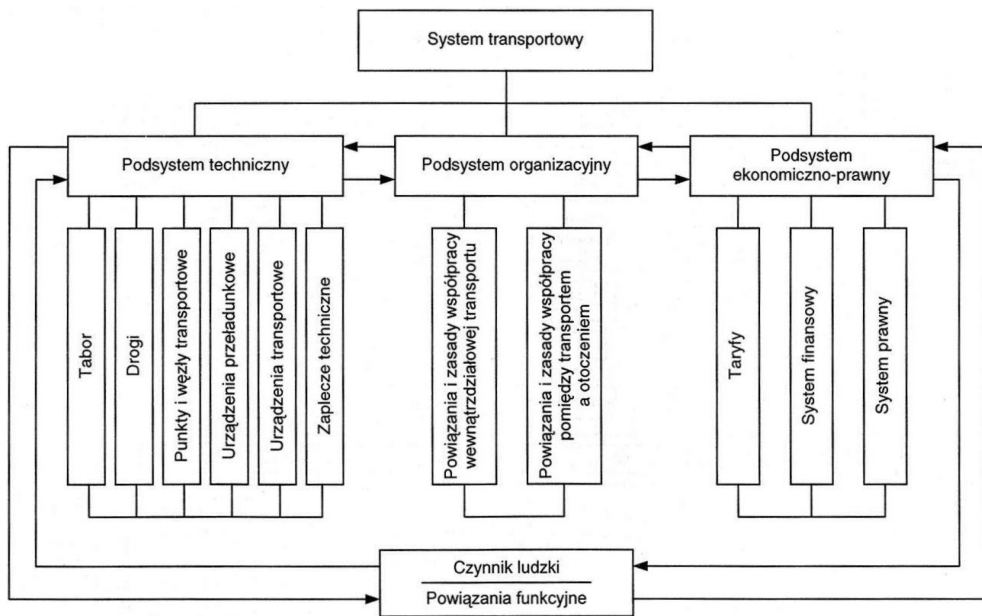 System transportowy
Podsystem techniczny
Podsystem organizacyjny
Podsystem
ekonomiczno-prawny
Tabor
Drogi
Punkty i węzły transportowe
Urządzenia przeładunkowe
Urządzenia transportowe
Zaplecze techniczne
Powiązania i zasady współpracy
wewnątrzdziałowej transportu
Powiązania i zasady współpracy
pomiędzy transportem
a otoczeniem
Taryfy
System finansowy
System prawny
Czynnik ludzki
Powiązania funkcyjne